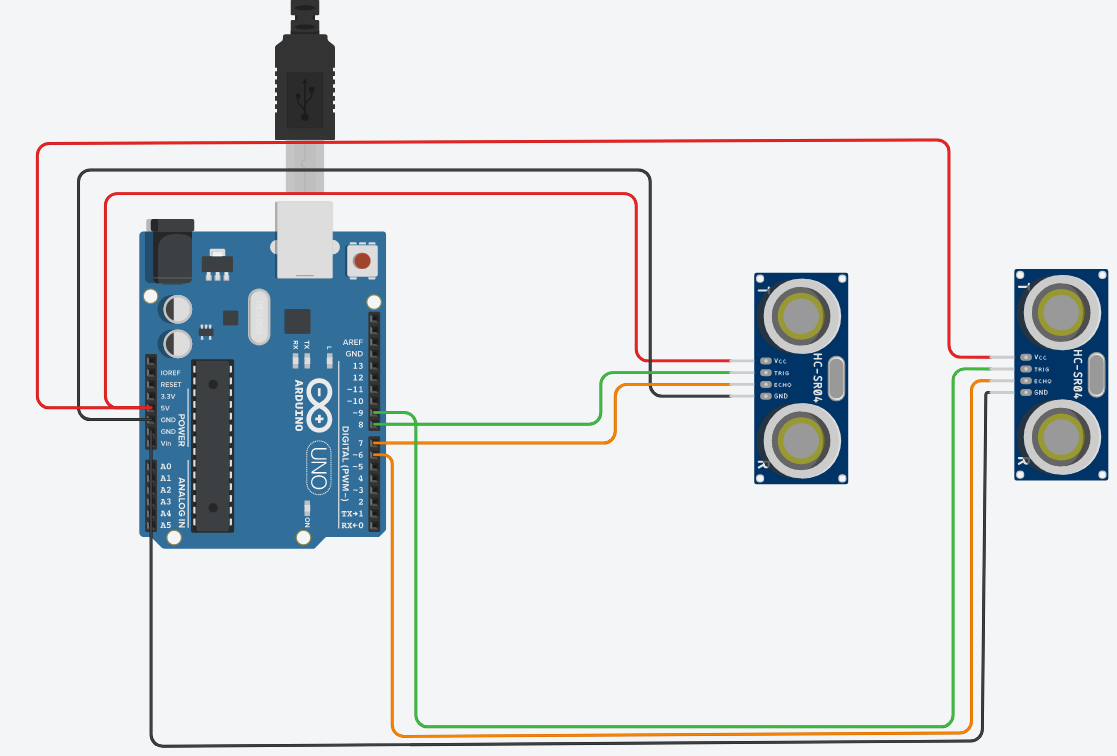 RX
TX
L
AREF
GND
13
12
~11
~10
~9
8
7
~6
~5
4
~3
2
TX→1
RX←0
DIGITAL (PWM~)
IOREF
RESET
3.3V
5V
GND
GND
Vin
POWER
A0
A1
A2
A3
A4
A5
ANALOG IN
ARDUINO
UNO
ON
T
Vcc
TRIG
ECHO
GND
HC-SR04
R
T
Vcc
TRIG
ECHO
GND
HC-SR04
R